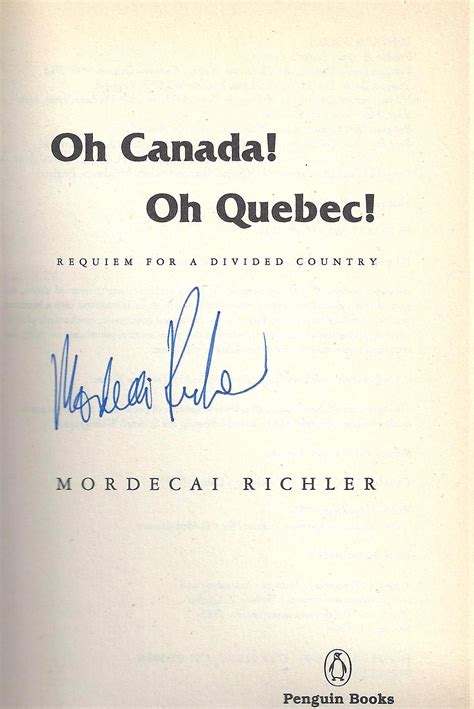 Oh Canada!
Oh Quebec!
REQUIEM FOR A DIVIDED COUNTRY
Mordecai Richler
MORDECAI RICHLER
Penguin Books